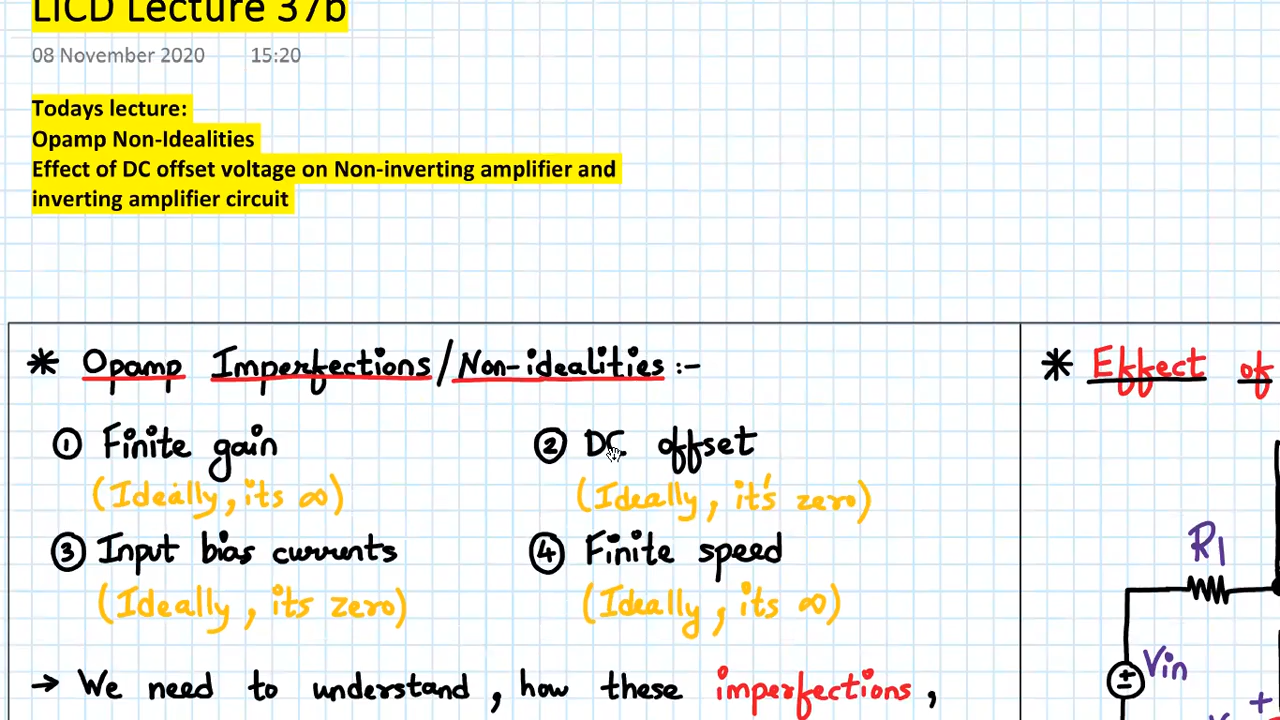 LICD Lecture 37b
08 November 2020 15:20
Todays lecture:
Opamp Non-Idealities
Effect of DC offset voltage on Non-inverting amplifier and
inverting amplifier circuit
* Opamp Imperfections/Non-idealities :-
① Finite gain
(Ideally, its ∞)
② DC offset
(Ideally, it's zero)
③ Input bias currents
(Ideally, its zero)
④ Finite speed
(Ideally, its ∞)
→ We need to understand, how these imperfections,
* Effect of
R1
Vin
+